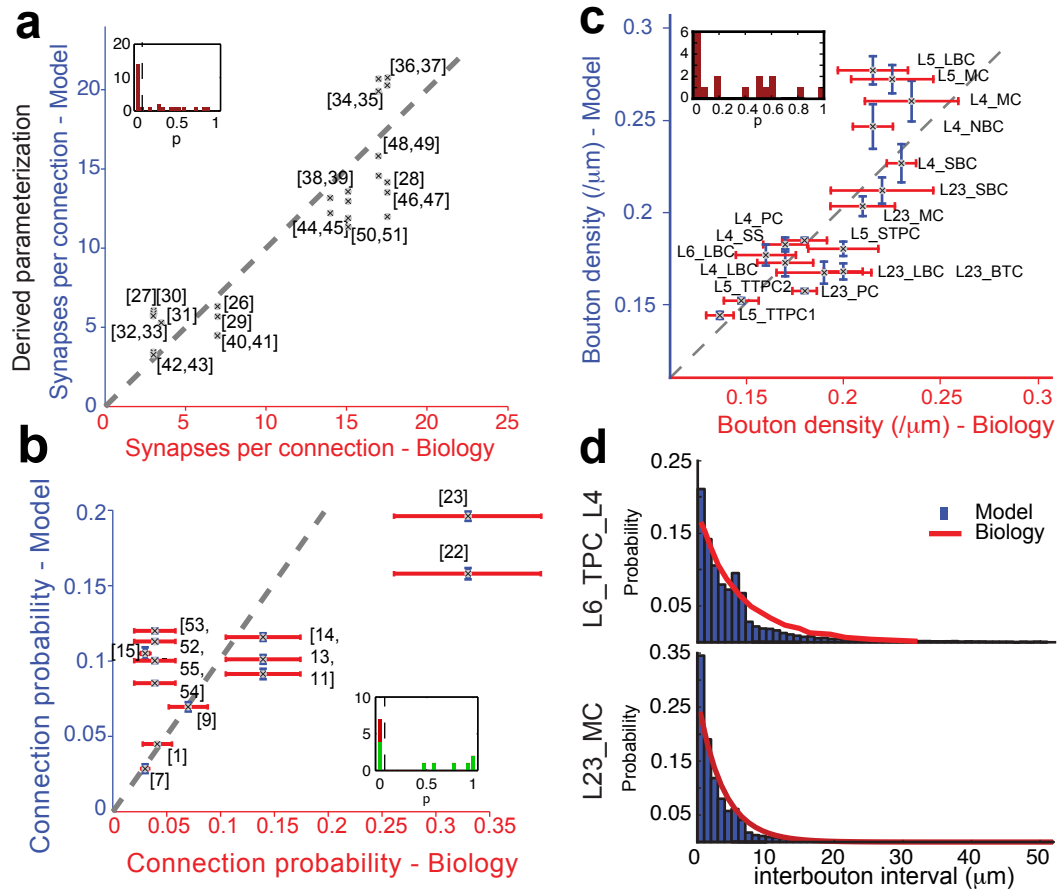 a
Derived parameterization
Synapses per connection - Model
20
15
10
5
0
20
10
0
0
0.5
1
p
[36,37]
[34,35]
[48,49]
[38,39]
[28]
[46,47]
[44,45]
[50,51]
[27]
[30]
[31]
[26]
[32,33]
[29]
[40,41]
[42,43]
0
5
10
15
20
25
Synapses per connection - Biology
b
Connection probability - Model
0.2
0.15
0.1
0.05
0
[23]
[22]
[53,
52,
55,
54]
[15]
[14,
13,
11]
[9]
[1]
[7]
10
5
0
0
0.5
1
p
0
0.05
0.1
0.15
0.20
0.25
0.30
0.35
Connection probability - Biology
c
Bouton density (/μm) - Model
0.3
0.25
0.2
0.15
6
4
2
0
0
0.2
0.4
0.6
0.8
1
p
L5_LBC
L5_MC
L4_MC
L4_NBC
L4_SBC
L23_SBC
L23_MC
L4_PC
L4_SS
L5_STPC
L6_LBC
L4_LBC
L23_LBC
L23_BTC
L5_TTPC2
L23_PC
L5_TTPC1
0.15
0.2
0.25
0.3
Bouton density (/μm) - Biology
d
L6_TPC_L4
Probability
0.25
0.15
0.05
Model
Biology
L23_MC
Probability
0.35
0.25
0.15
0.05
0
10
20
30
40
50
interbouton interval (μm)